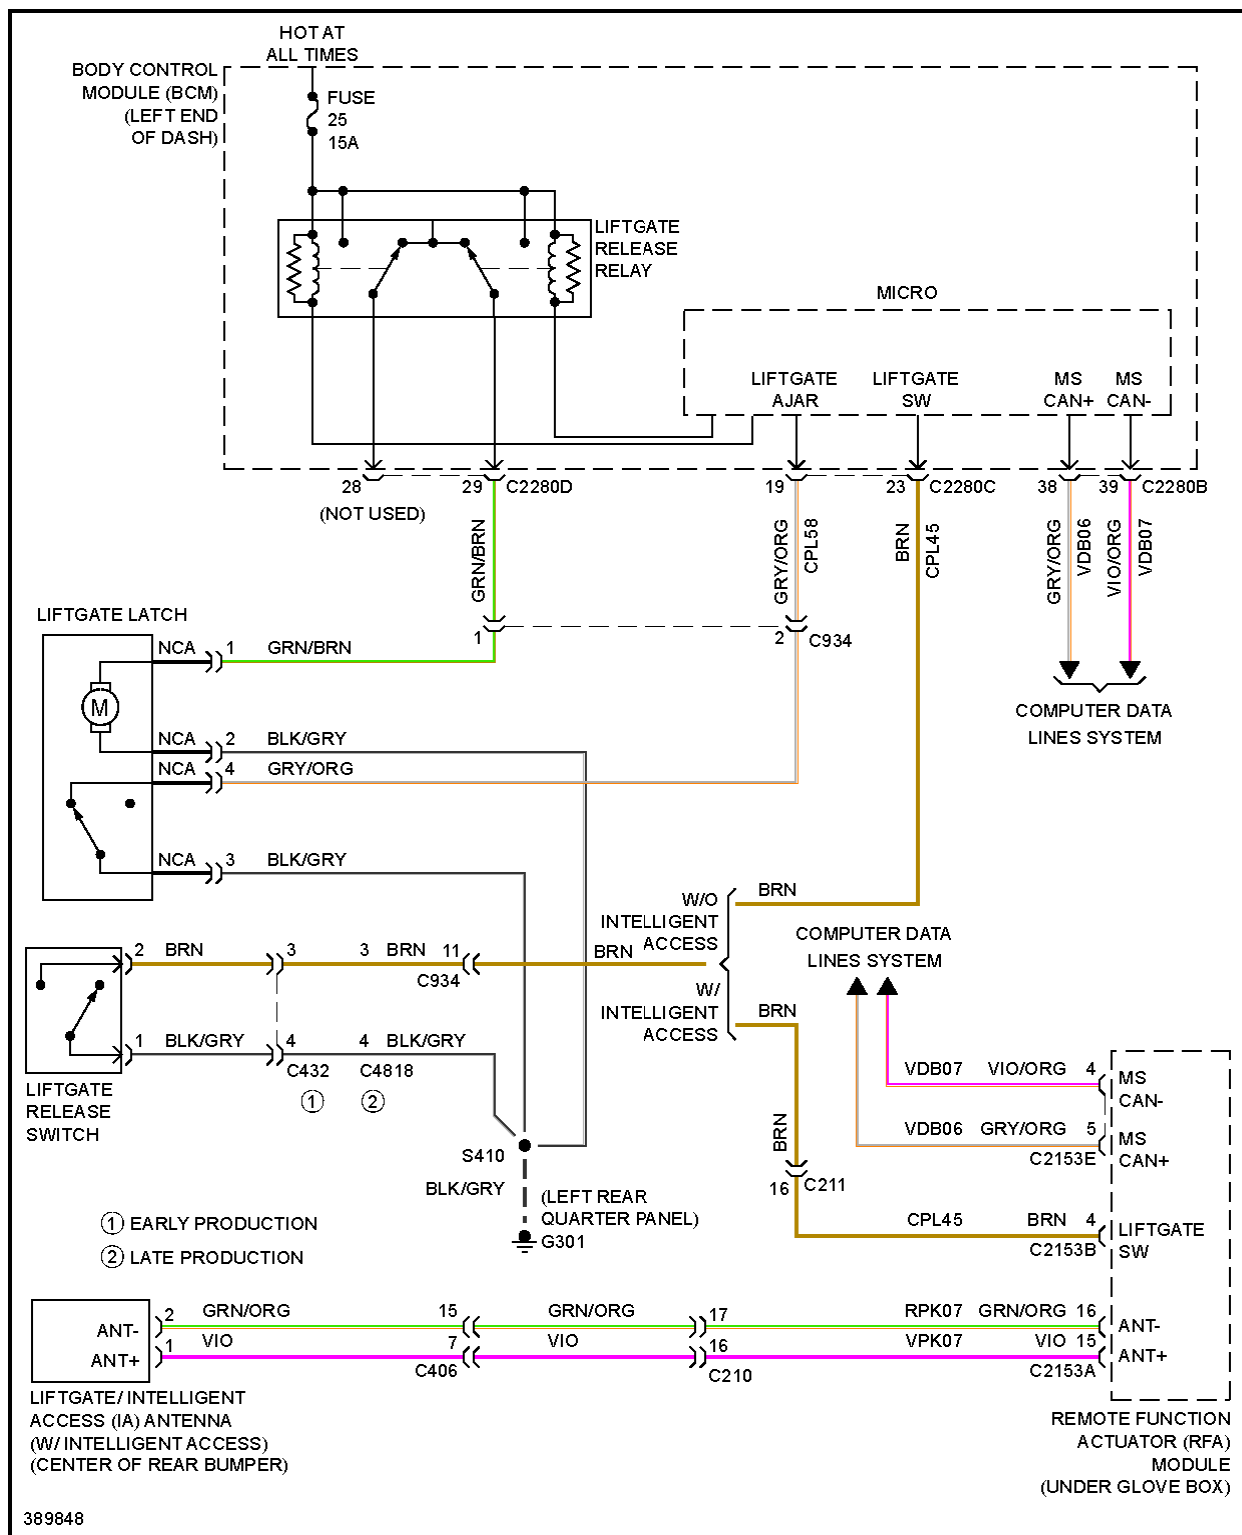 HOT AT
ALL TIMES
BODY CONTROL
MODULE (BCM)
(LEFT END
OF DASH)
FUSE
25
15A
LIFTGATE
RELEASE
RELAY
MICRO
LIFTGATE
AJAR
LIFTGATE
SW
MS
CAN+
MS
CAN-
28
29 C2280D
19
23 C2280C
38
39 C2280B
(NOT USED)
GRN/BRN
GRY/ORG
CPL58
BRN
CPL45
GRY/ORG
VDB06
VIO/ORG
VDB07
LIFTGATE LATCH
1
2 C934
NCA 1 GRN/BRN
M
NCA 2 BLK/GRY
NCA 4 GRY/ORG
NCA 3 BLK/GRY
COMPUTER DATA
LINES SYSTEM
W/O
INTELLIGENT
ACCESS
BRN
2 BRN 3 3 BRN 11
C934
BRN
W/
INTELLIGENT
ACCESS
BRN
COMPUTER DATA
LINES SYSTEM
1 BLK/GRY 4 4 BLK/GRY
C432 C4818
1 2
LIFTGATE
RELEASE
SWITCH
VDB07 VIO/ORG 4
MS
CAN-
VDB06 GRY/ORG 5
C2153E
MS
CAN+
BRN
16 C211
S410
BLK/GRY
(LEFT REAR
QUARTER PANEL)
G301
1 EARLY PRODUCTION
2 LATE PRODUCTION
CPL45 BRN 4
C2153B
LIFTGATE
SW
ANT- 2 GRN/ORG 15 GRN/ORG 17 RPK07 GRN/ORG 16 ANT-
ANT+ 1 VIO 7 VIO 16 VPK07 VIO 15 ANT+
C406 C210 C2153A
LIFTGATE/ INTELLIGENT
ACCESS (IA) ANTENNA
(W/ INTELLIGENT ACCESS)
(CENTER OF REAR BUMPER)
REMOTE FUNCTION
ACTUATOR (RFA)
MODULE
(UNDER GLOVE BOX)
389848